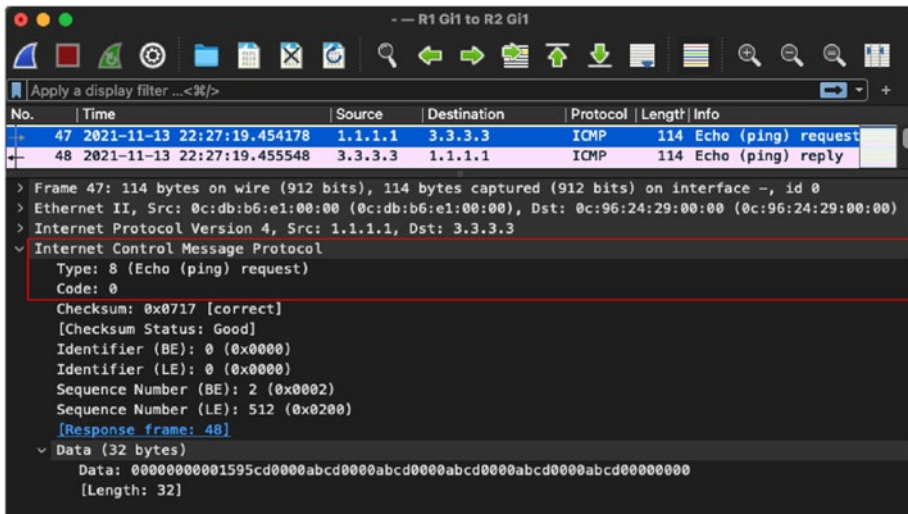 - — R1 Gi1 to R2 Gi1
Apply a display filter ...<⌘/>
No. Time Source Destination Protocol Length Info
47 2021-11-13 22:27:19.454178 1.1.1.1 3.3.3.3 ICMP 114 Echo (ping) request
48 2021-11-13 22:27:19.455548 3.3.3.3 1.1.1.1 ICMP 114 Echo (ping) reply
Frame 47: 114 bytes on wire (912 bits), 114 bytes captured (912 bits) on interface -, id 0
Ethernet II, Src: 0c:db:b6:e1:00:00 (0c:db:b6:e1:00:00), Dst: 0c:96:24:29:00:00 (0c:96:24:29:00:00)
Internet Protocol Version 4, Src: 1.1.1.1, Dst: 3.3.3.3
Internet Control Message Protocol
Type: 8 (Echo (ping) request)
Code: 0
Checksum: 0x0717 [correct]
[Checksum Status: Good]
Identifier (BE): 0 (0x0000)
Identifier (LE): 0 (0x0000)
Sequence Number (BE): 2 (0x0002)
Sequence Number (LE): 512 (0x0200)
[Response frame: 48]
Data (32 bytes)
Data: 00000000001595cd0000abcd0000abcd0000abcd0000abcd0000abcd00000000
[Length: 32]